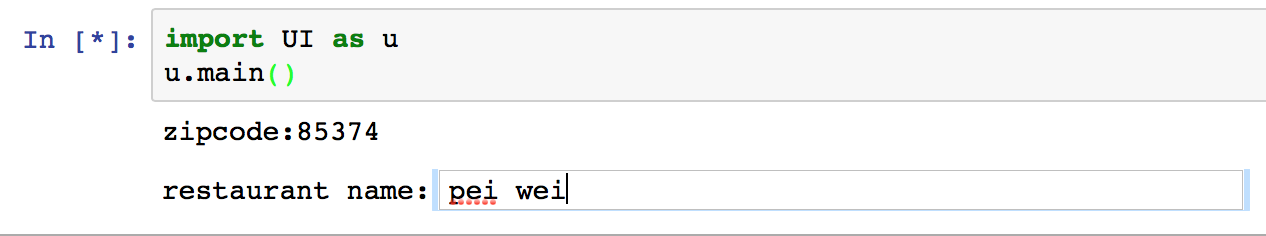 In [*]: import UI as u
u.main()
zipcode:85374
restaurant name: pei wei